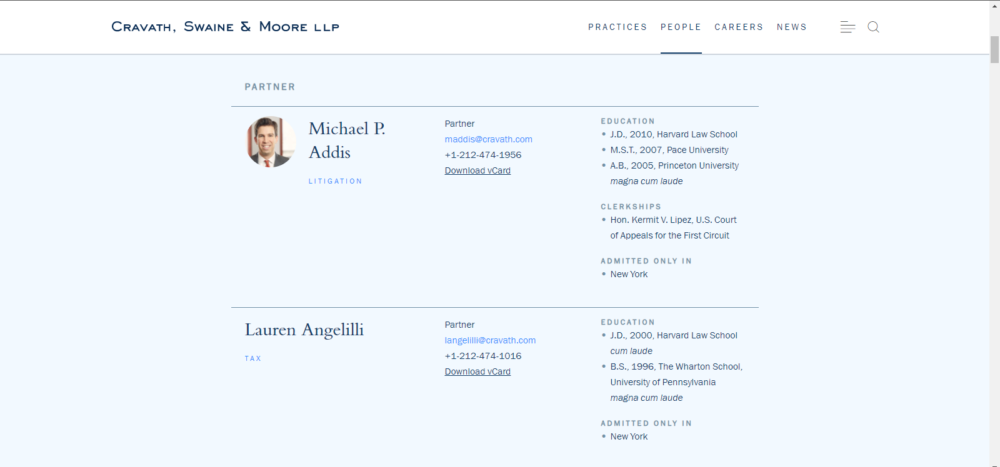 CRAVATH, SWAINE & MOORE LLP
PRACTICES PEOPLE CAREERS NEWS
PARTNER
Michael P.
Addis
LITIGATION
Partner
maddis@cravath.com
+1-212-474-1956
Download vCard
EDUCATION
• J.D., 2010, Harvard Law School
• M.S.T., 2007, Pace University
• A.B., 2005, Princeton University
magna cum laude
CLERKSHIPS
• Hon. Kermit V. Lipez, U.S. Court
of Appeals for the First Circuit
ADMITTED ONLY IN
• New York
Lauren Angelilli
TAX
Partner
langelilli@cravath.com
+1-212-474-1016
Download vCard
EDUCATION
• J.D., 2000, Harvard Law School
cum laude
• B.S., 1996, The Wharton School,
University of Pennsylvania
magna cum laude
ADMITTED ONLY IN
• New York